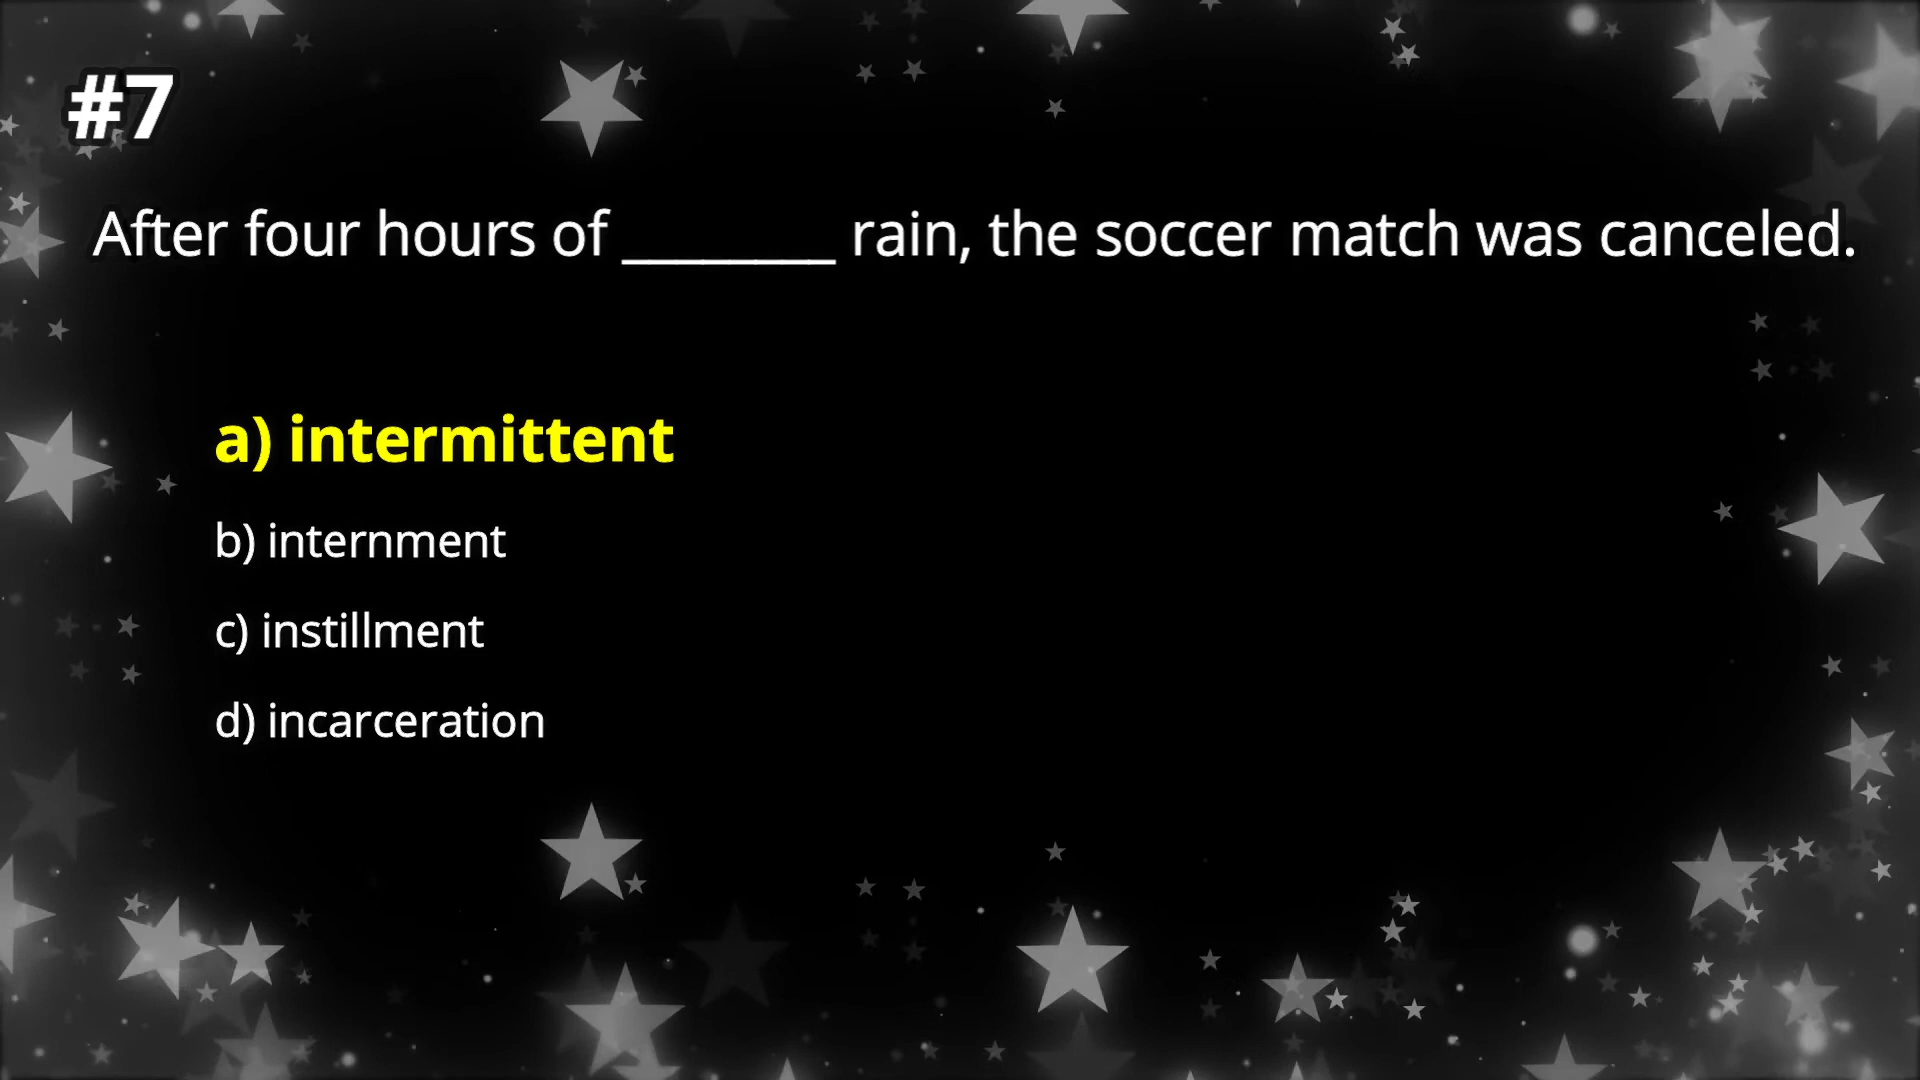 #7
After four hours of ________ rain, the soccer match was canceled.
a) intermittent
b) internment
c) instillment
d) incarceration